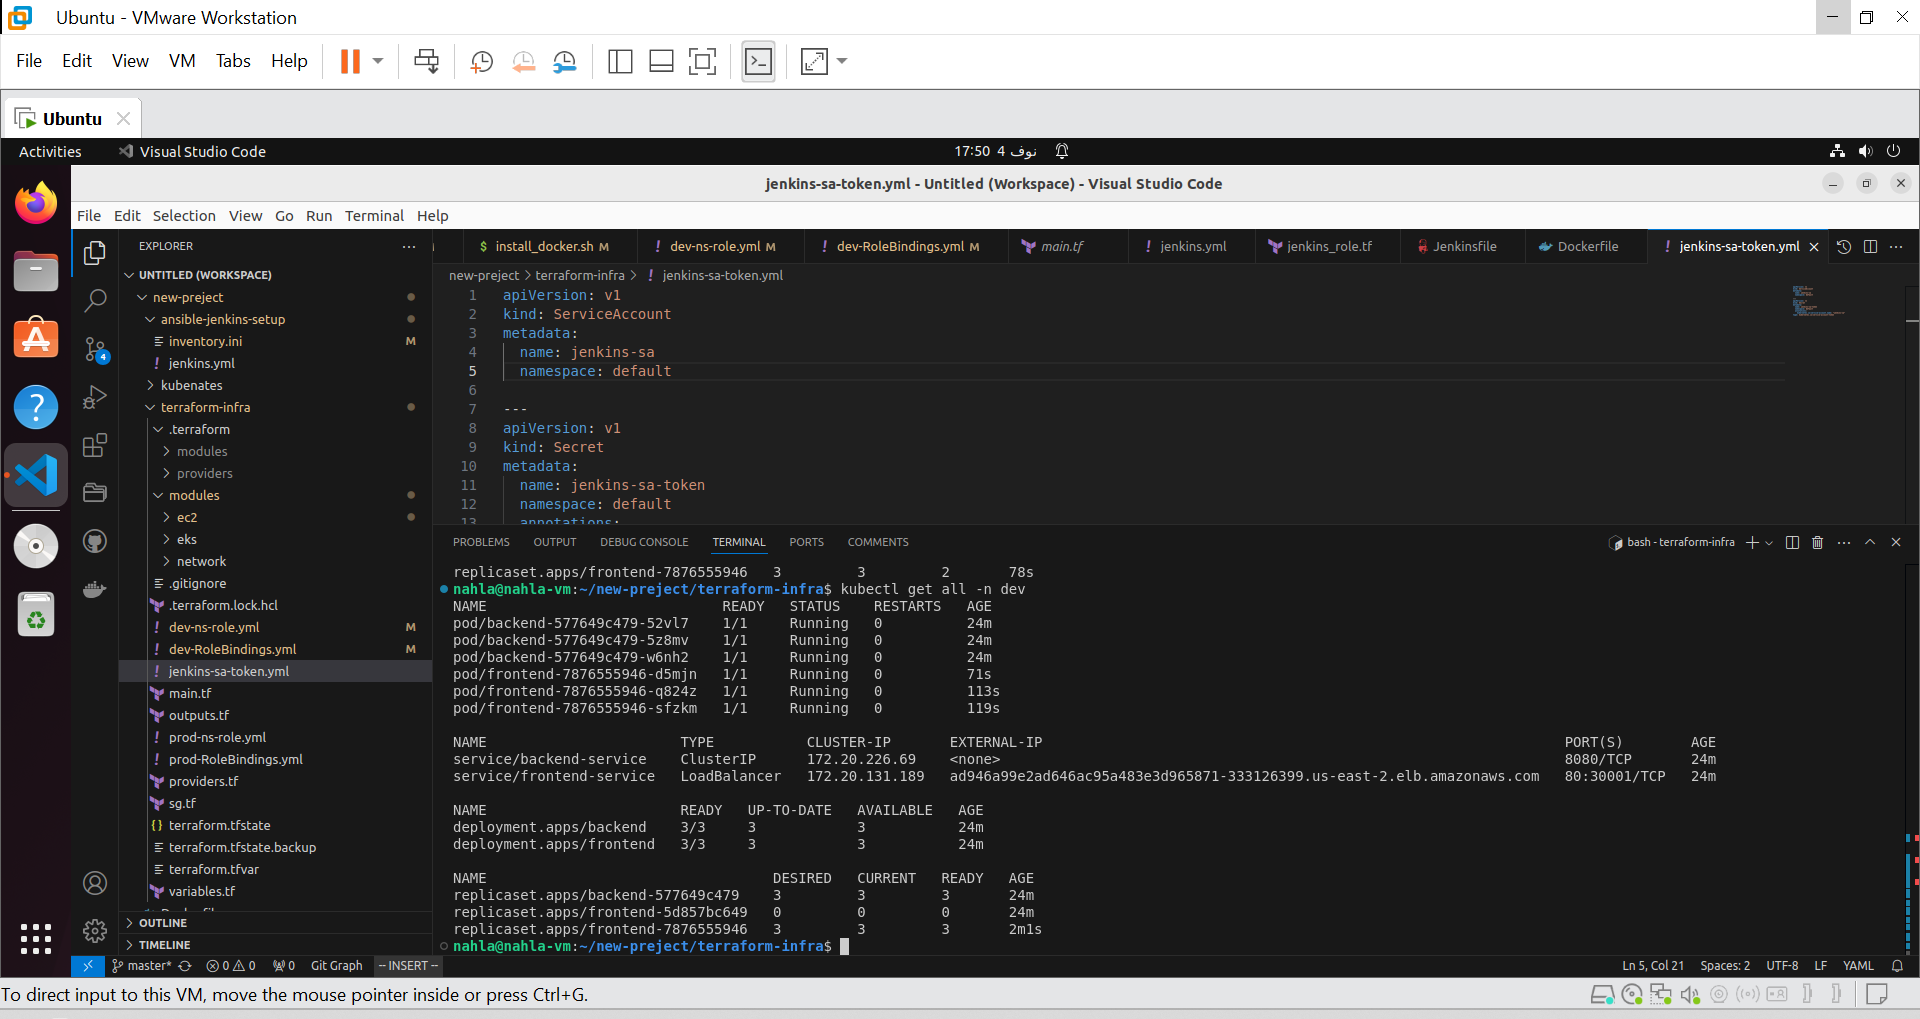 Ubuntu - VMware Workstation
File Edit View VM Tabs Help
Ubuntu
Activities Visual Studio Code 17:50 4 نوف
jenkins-sa-token.yml - Untitled (Workspace) - Visual Studio Code
File Edit Selection View Go Run Terminal Help
EXPLORER
UNTITLED (WORKSPACE)
new-preject
ansible-jenkins-setup
inventory.ini M
jenkins.yml
kubenates
terraform-infra
.terraform
modules
providers
modules
ec2
eks
network
.gitignore
.terraform.lock.hcl
dev-ns-role.yml M
dev-RoleBindings.yml M
jenkins-sa-token.yml
main.tf
outputs.tf
prod-ns-role.yml
prod-RoleBindings.yml
providers.tf
sg.tf
terraform.tfstate
terraform.tfstate.backup
terraform.tfvar
variables.tf
OUTLINE
TIMELINE
4
$ install_docker.sh M ! dev-ns-role.yml M ! dev-RoleBindings.yml M main.tf ! jenkins.yml jenkins_role.tf Jenkinsfile Dockerfile ! jenkins-sa-token.yml
new-preject > terraform-infra > ! jenkins-sa-token.yml
1 apiVersion: v1
2 kind: ServiceAccount
3 metadata:
4 name: jenkins-sa
5 namespace: default
6
7 ---
8 apiVersion: v1
9 kind: Secret
10 metadata:
11 name: jenkins-sa-token
12 namespace: default
13 annotations:
PROBLEMS OUTPUT DEBUG CONSOLE TERMINAL PORTS COMMENTS bash - terraform-infra
replicaset.apps/frontend-7876555946 3 3 2 78s
nahla@nahla-vm:~/new-preject/terraform-infra$ kubectl get all -n dev
NAME READY STATUS RESTARTS AGE
pod/backend-577649c479-52vl7 1/1 Running 0 24m
pod/backend-577649c479-5z8mv 1/1 Running 0 24m
pod/backend-577649c479-w6nh2 1/1 Running 0 24m
pod/frontend-7876555946-d5mjn 1/1 Running 0 71s
pod/frontend-7876555946-q824z 1/1 Running 0 113s
pod/frontend-7876555946-sfzkm 1/1 Running 0 119s
NAME TYPE CLUSTER-IP EXTERNAL-IP PORT(S) AGE
service/backend-service ClusterIP 172.20.226.69 <none> 8080/TCP 24m
service/frontend-service LoadBalancer 172.20.131.189 ad946a99e2ad646ac95a483e3d965871-333126399.us-east-2.elb.amazonaws.com 80:30001/TCP 24m
NAME READY UP-TO-DATE AVAILABLE AGE
deployment.apps/backend 3/3 3 3 24m
deployment.apps/frontend 3/3 3 3 24m
NAME DESIRED CURRENT READY AGE
replicaset.apps/backend-577649c479 3 3 3 24m
replicaset.apps/frontend-5d857bc649 0 0 0 24m
replicaset.apps/frontend-7876555946 3 3 3 2m1s
nahla@nahla-vm:~/new-preject/terraform-infra$
master* 0 0 0 Git Graph -- INSERT -- Ln 5, Col 21 Spaces: 2 UTF-8 LF YAML
To direct input to this VM, move the mouse pointer inside or press Ctrl+G.